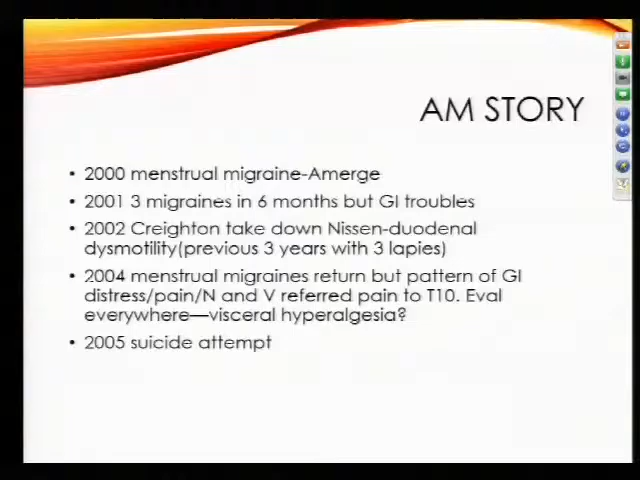 AM STORY
• 2000 menstrual migraine-Amerge
• 2001 3 migraines in 6 months but GI troubles
• 2002 Creighton take down Nissen-duodenal
dysmotility(previous 3 years with 3 lapies)
• 2004 menstrual migraines return but pattern of GI
distress/pain/N and V referred pain to T10. Eval
everywhere—visceral hyperalgesia?
• 2005 suicide attempt